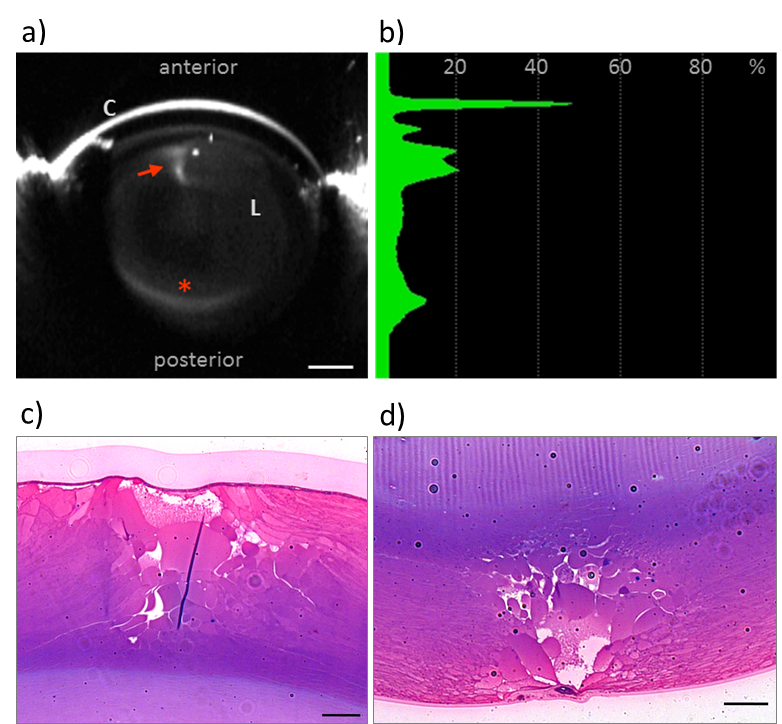 a)
b)
anterior
20 40 60 80 %
C
L
*
posterior
c)
d)